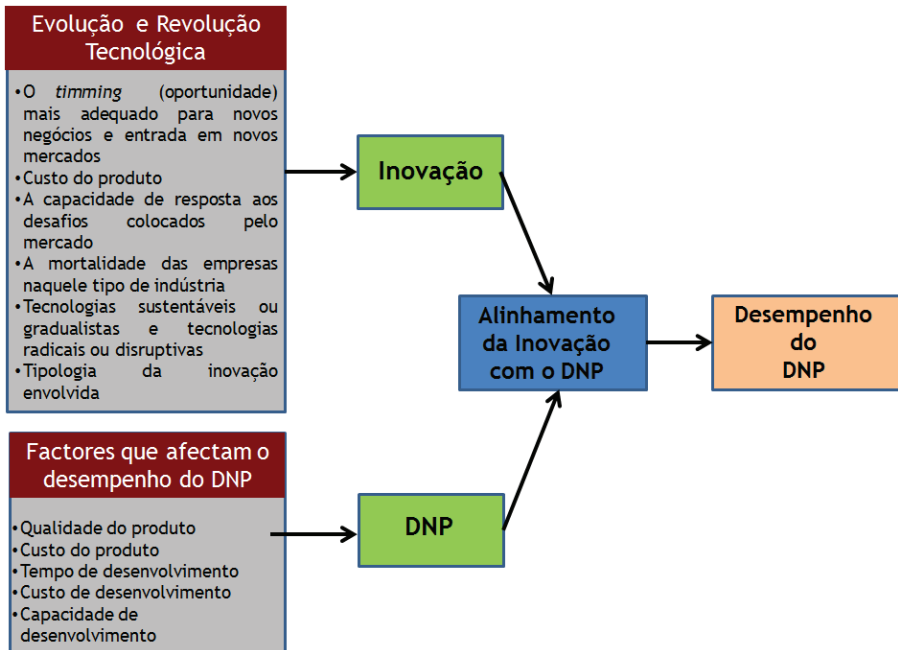 Evolução e Revolução
Tecnológica
•O timming (oportunidade)
mais adequado para novos
negócios e entrada em novos
mercados
•Custo do produto
•A capacidade de resposta aos
desafios colocados pelo
mercado
•A mortalidade das empresas
naquele tipo de indústria
•Tecnologias sustentáveis ou
gradualistas e tecnologias
radicais ou disruptivas
•Tipologia da inovação
envolvida
Inovação
Alinhamento
da Inovação
com o DNP
Desempenho
do
DNP
Factores que afectam o
desempenho do DNP
•Qualidade do produto
•Custo do produto
•Tempo de desenvolvimento
•Custo de desenvolvimento
•Capacidade de
desenvolvimento
DNP